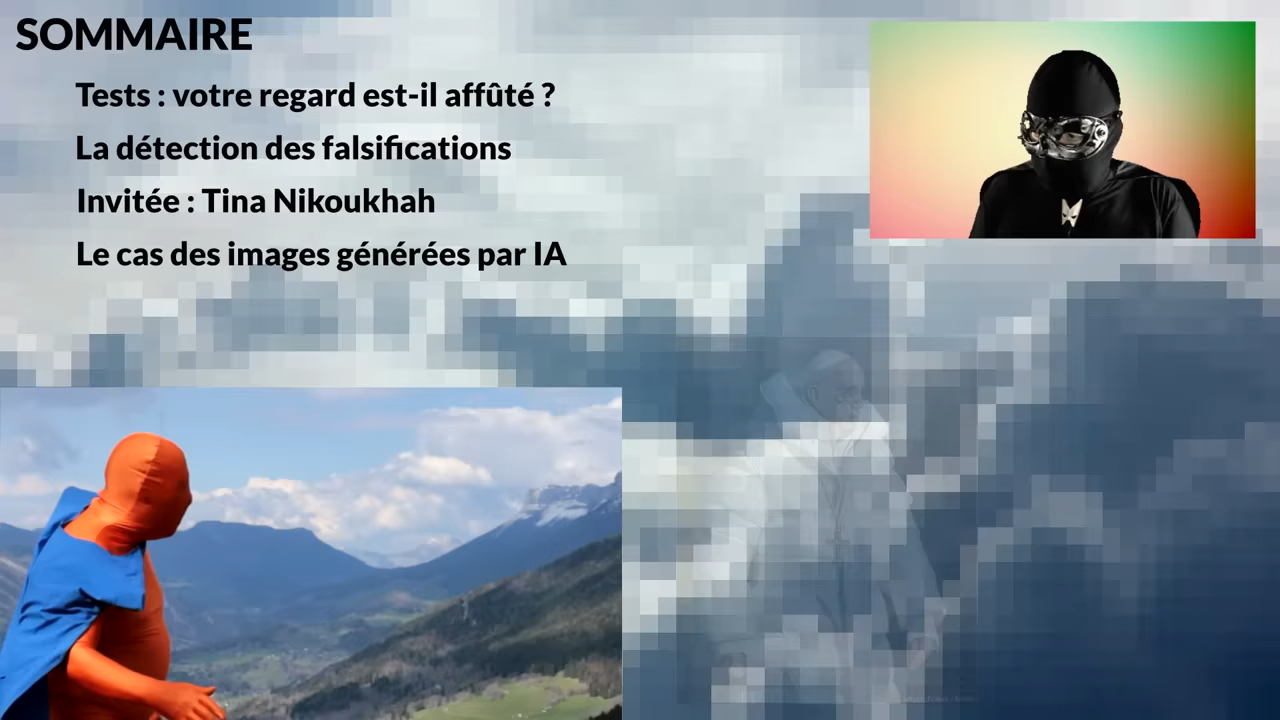 SOMMAIRE
Tests : votre regard est-il affûté ?
La détection des falsifications
Invitée : Tina Nikoukhah
Le cas des images générées par IA